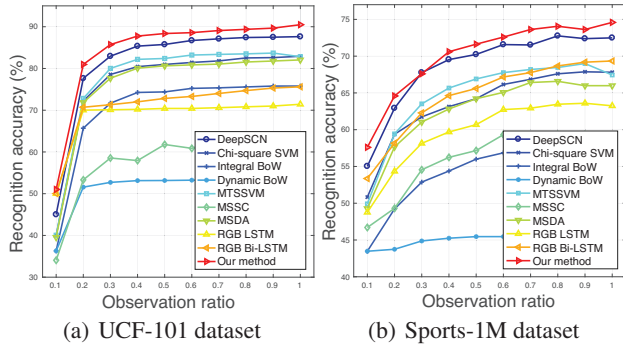 Recognition accuracy (%)
90
80
70
60
50
40
30
0.1 0.2 0.3 0.4 0.5 0.6 0.7 0.8 0.9 1
Observation ratio
DeepSCN
Chi-square SVM
Integral BoW
Dynamic BoW
MTSSVM
MSSC
MSDA
RGB LSTM
RGB Bi-LSTM
Our method
(a) UCF-101 dataset
Recognition accuracy (%)
75
70
65
60
55
50
45
40
0.1 0.2 0.3 0.4 0.5 0.6 0.7 0.8 0.9 1
Observation ratio
DeepSCN
Chi-square SVM
Integral BoW
Dynamic BoW
MTSSVM
MSSC
MSDA
RGB LSTM
RGB Bi-LSTM
Our method
(b) Sports-1M dataset